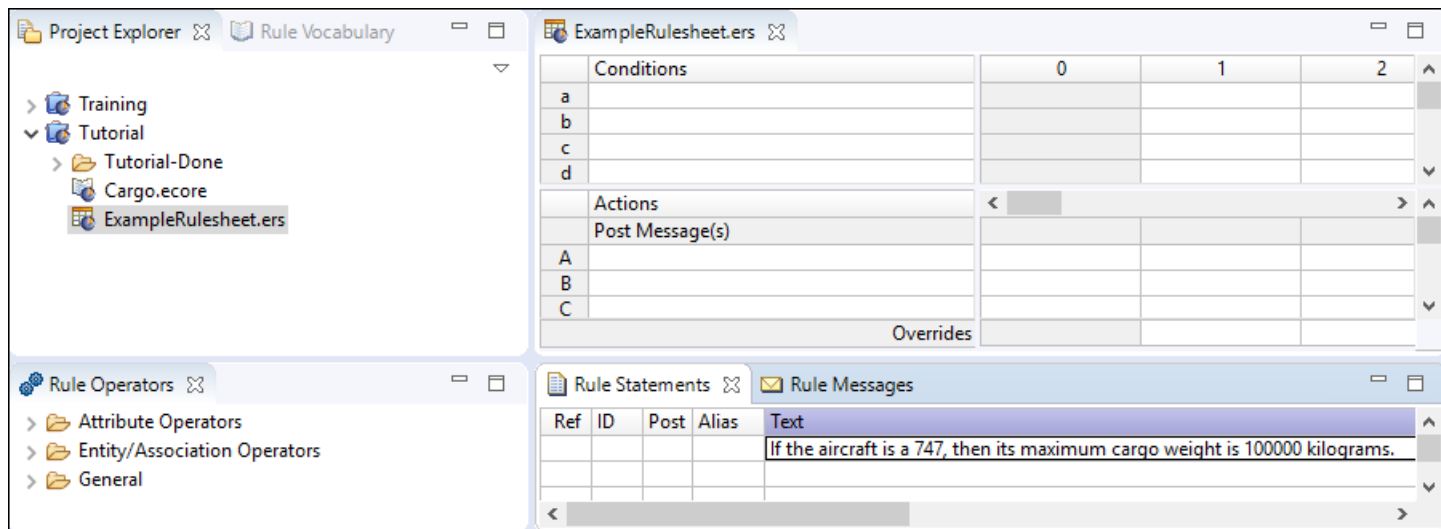 Project Explorer Rule Vocabulary
Training
Tutorial
Tutorial-Done
Cargo.ecore
ExampleRulesheet.ers
ExampleRulesheet.ers
Conditions 0 1 2
a
b
c
d
Actions
Post Message(s)
A
B
C
Overrides
Rule Operators
Attribute Operators
Entity/Association Operators
General
Rule Statements Rule Messages
Ref ID Post Alias Text
If the aircraft is a 747, then its maximum cargo weight is 100000 kilograms.